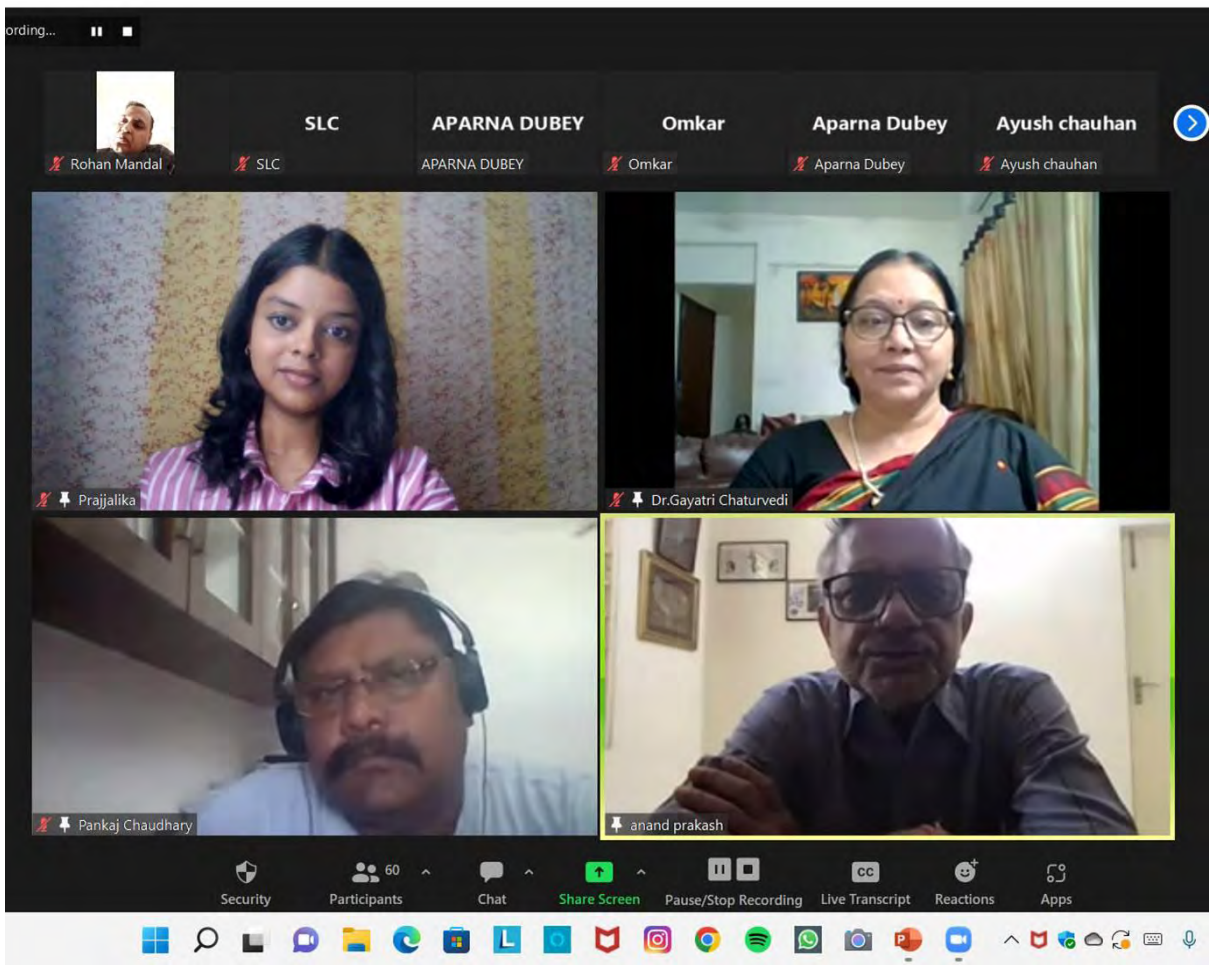 ording...
SLC
APARNA DUBEY
Omkar
Aparna Dubey
Ayush chauhan
Rohan Mandal
SLC
APARNA DUBEY
Omkar
Aparna Dubey
Ayush chauhan
Prajjalika
Dr.Gayatri Chaturvedi
Pankaj Chaudhary
anand prakash
60
Security
Participants
Chat
Share Screen
Pause/Stop Recording
CC
Live Transcript
Reactions
Apps
L
P